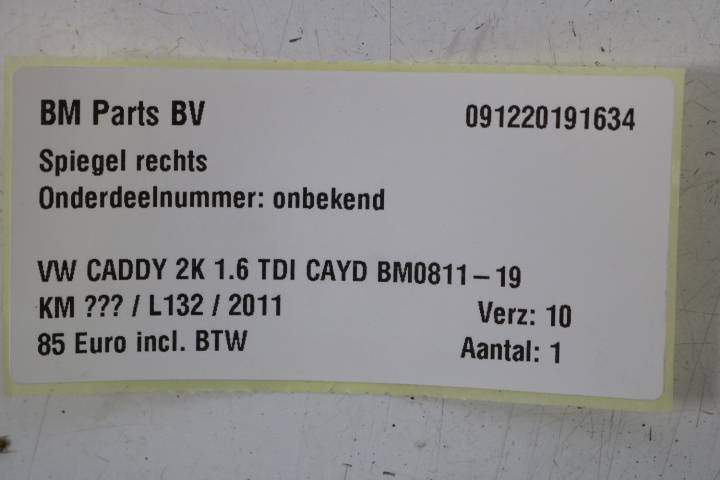 BM Parts BV 091220191634
Spiegel rechts
Onderdeelnummer: onbekend
VW CADDY 2K 1.6 TDI CAYD BM0811–19
KM ??? / L132 / 2011 Verz: 10
85 Euro incl. BTW Aantal: 1